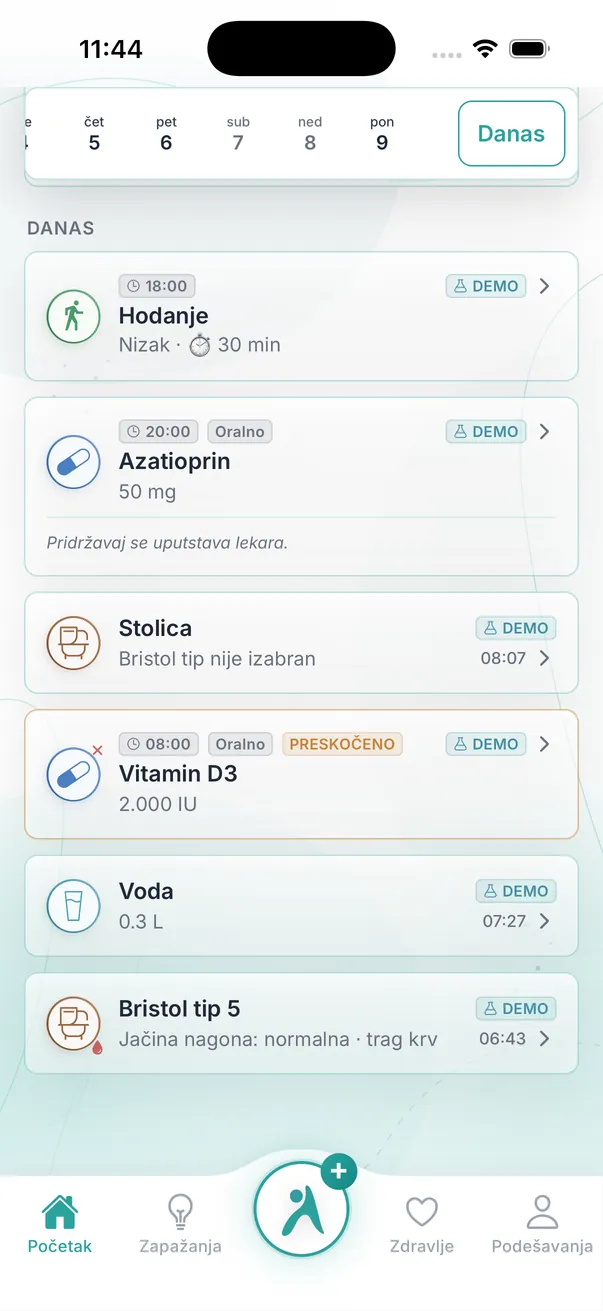 11:44
čet pet sub ned pon
5 6 7 8 9
Danas
DANAS
18:00 DEMO
Hodanje
Nizak · ⏱ 30 min
20:00 Oralno DEMO
Azatioprin
50 mg
Pridržavaj se uputstava lekara.
Stolica DEMO
Bristol tip nije izabran 08:07
08:00 Oralno PRESKOČENO DEMO
Vitamin D3
2.000 IU
Voda DEMO
0.3 L 07:27
Bristol tip 5 DEMO
Jačina nagona: normalna · trag krv 06:43
Početak Zapažanja Zdravlje Podešavanja